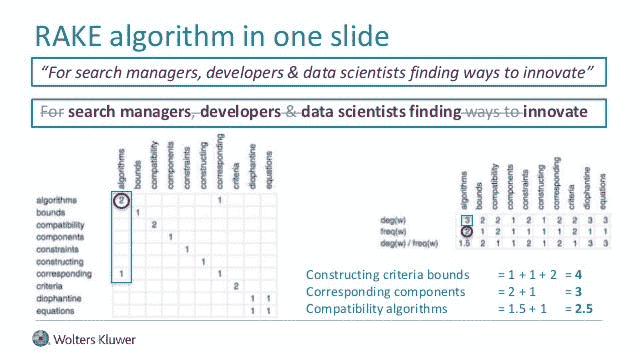 RAKE algorithm in one slide
“For search managers, developers & data scientists finding ways to innovate”
For search managers, developers & data scientists finding ways to innovate
algorithms bounds compatibility components constraints constructing corresponding criteria diophantine equations
algorithms 2 1
bounds 1
compatibility 2
components 1
constraints 1
constructing 1
corresponding 1 1
criteria 2
diophantine 1 1
equations 1 1
algorithms bounds compatibility components constraints constructing corresponding criteria diophantine equations
deg(w) 3 2 2 1 2 1 2 2 3 3
freq(w) 2 1 2 1 1 1 1 2 1 1
deg(w) / freq(w) 1.5 2 1 1 2 1 2 1 3 3
Constructing criteria bounds = 1 + 1 + 2 = 4
Corresponding components = 2 + 1 = 3
Compatibility algorithms = 1.5 + 1 = 2.5
Wolters Kluwer